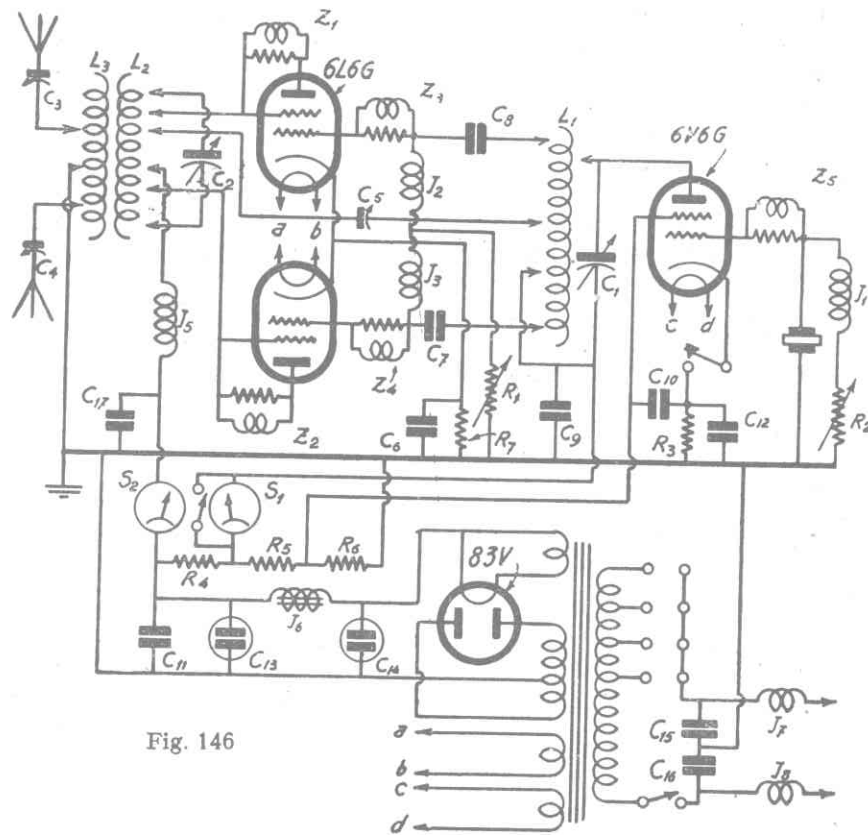 Z₁
6L6G
L₃
L₂
Z₃
C₃
C₈
L₁
6V6G
Z₅
C₂
J₂
C₅
a
b
C₄
J₃
C₁
J₅
c
d
J₁
C₇
Z₄
R₁
C₁₀
C₁₇
Z₂
C₆
R₇
C₉
R₃
C₁₂
R₂
S₂
S₁
R₄
R₅
R₆
83V
J₆
C₁₁
C₁₃
C₁₄
Fig. 146
a
b
c
d
C₁₅
C₁₆
J₇
J₈